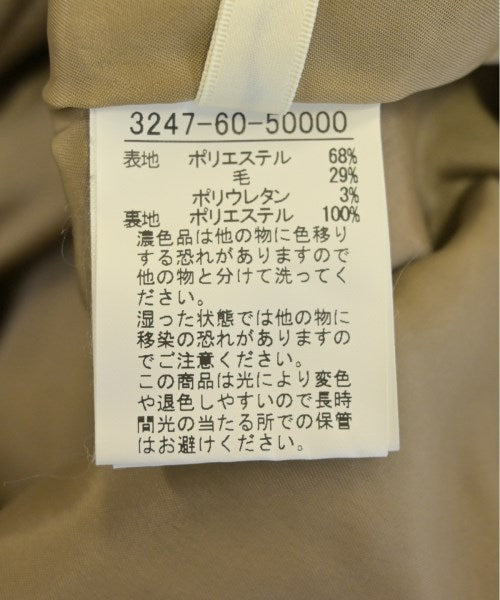 3247-60-50000
表地 ポリエステル 68%
毛 29%
ポリウレタン 3%
裏地 ポリエステル 100%
濃色品は他の物に色移り
する恐れがありますので
他の物と分けて洗ってく
ださい。
湿った状態では他の物に
移染の恐れがありますの
でご注意ください。
この商品は光により変色
や退色しやすいので長時
間光の当たる所での保管
はお避けください。